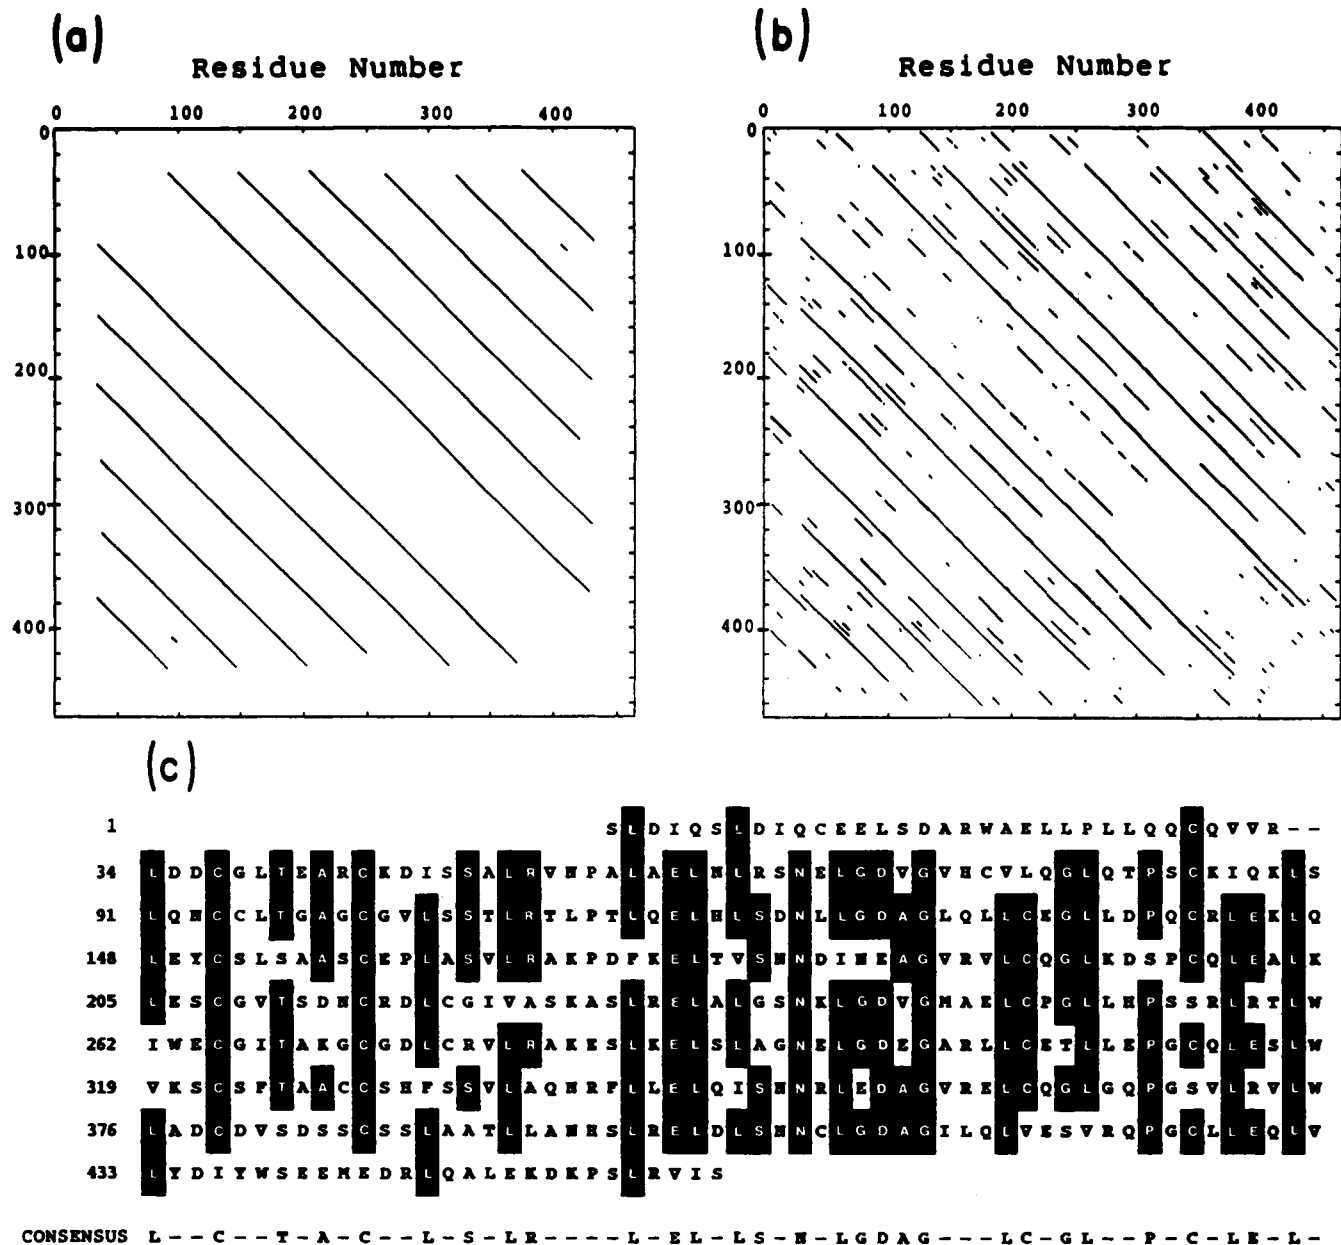 (a)
(b)
Residue Number
Residue Number
0 100 200 300 400
0 100 200 300 400
0
100
200
300
400
0
100
200
300
400
(c)
1 S L D I Q S L D I Q C E E L S D A R W A E L L P L L Q Q C Q V V R - -
34 L D D C G L T E A R C K D I S S A L R V N P A L A E L N L R S N E L G D V G V H C V L Q G L Q T P S C K I Q K L S
91 L Q N C C L T G A G C G V L S S T L R T L P T L Q E L H L S D N L L G D A G L Q L L C E G L L D P Q C R L E K L Q
148 L E Y C S L S A A S C E P L A S V L R A K P D F K E L T V S N N D I N E A G V R V L C Q G L K D S P C Q L E A L K
205 L E S C G V T S D N C R D L C G I V A S K A S L R E L A L G S N K L G D V G M A E L C P G L L H P S S R L R T L W
262 I W E C G I T A K G C G D L C R V L R A K E S L K E L S L A G N E L G D E G A R L L C E T L L E P G C Q L E S L W
319 V K S C S F T A A C C S H F S S V L A Q N R F L L E L Q I S N N R L E D A G V R E L C Q G L G Q P G S V L R V L W
376 L A D C D V S D S S C S S L A A T L L A N H S L R E L D L S N N C L G D A G I L Q L V E S V R Q P G C L L E Q L V
433 L Y D I Y W S E E M E D R L Q A L E K D K P S L R V I S
CONSENSUS L - - C - - T - A - C - - L - S - L R - - - - L - E L - L S - N - L G D A G - - - L C - G L - - P - C - L E - L -